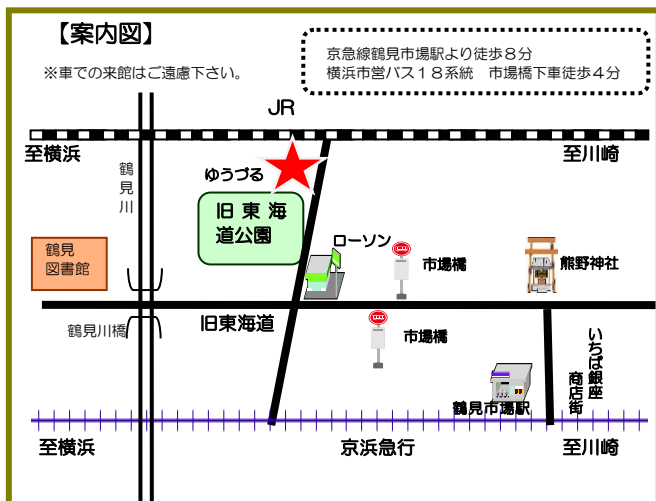 【案内図】
※車での来館はご遠慮下さい。
京急線鶴見市場駅より徒歩８分
横浜市営バス１８系統　市場橋下車徒歩４分
JR
至横浜
至川崎
鶴見川
ゆうづる
旧東海
道公園
鶴見
図書館
ローソン
市場橋
熊野神社
鶴見川橋
旧東海道
市場橋
いちば銀座
商店街
鶴見市場駅
至横浜
京浜急行
至川崎